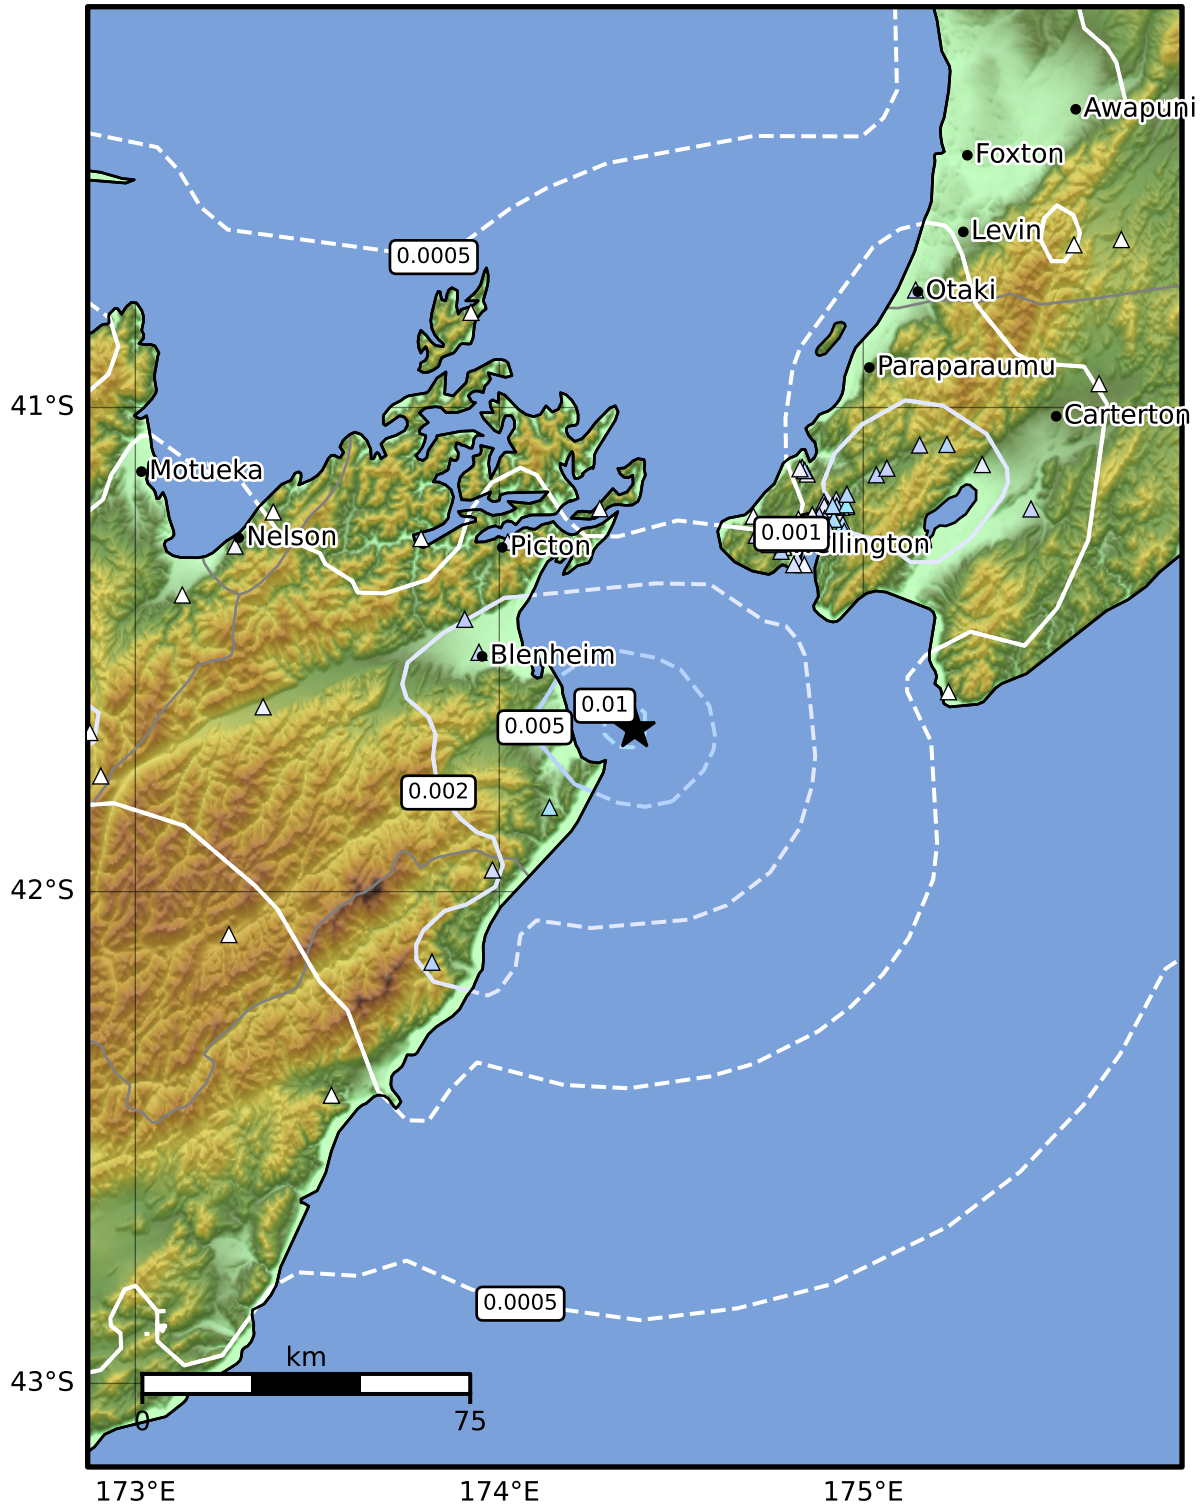 Awapuni
Foxton
Levin
0.0005
Otaki
Paraparaumu
41°S
Carterton
Motueka
Nelson
Picton
0.001
llington
Blenheim
0.01
0.005
0.002
42°S
0.0005
km
43°S
0
75
173°E
174°E
175°E